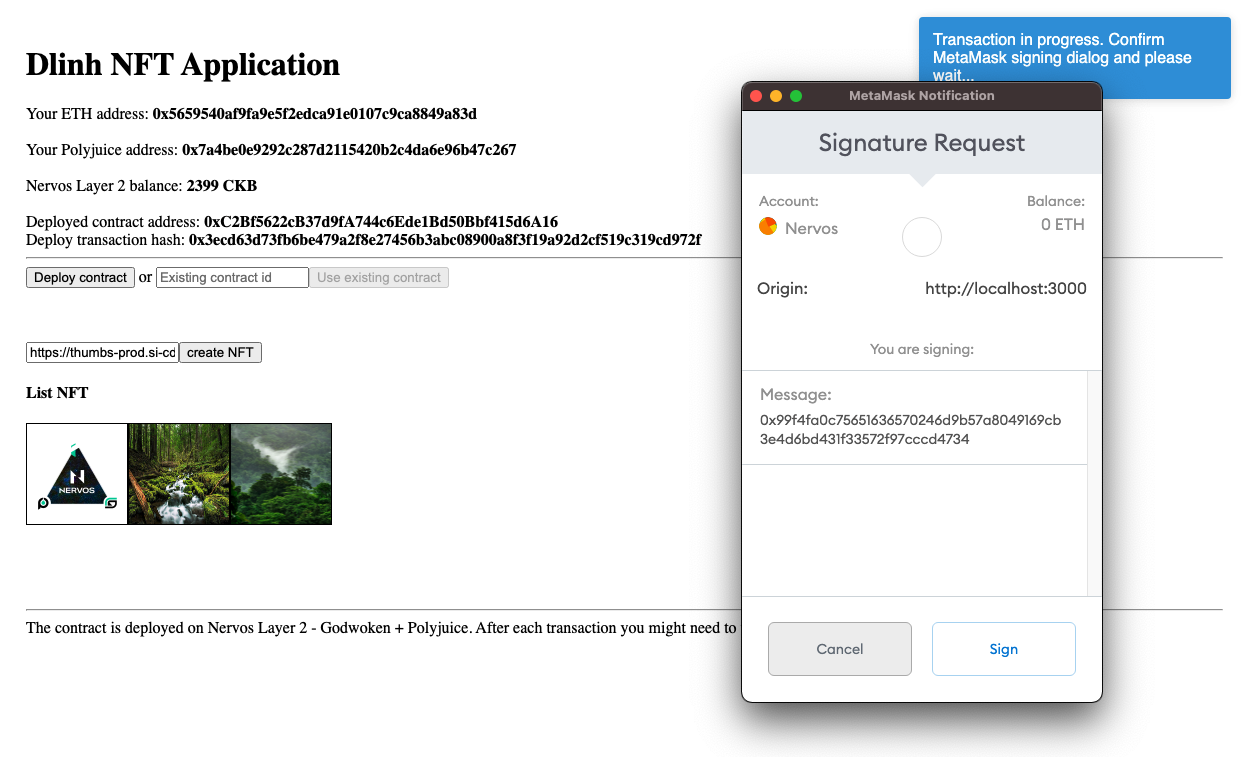 Dlinh NFT Application
Your ETH address: 0x5659540af9fa9e5f2edca91e0107c9ca8849a83d
Your Polyjuice address: 0x7a4be0e9292c287d2115420b2c4da6e96b47c267
Nervos Layer 2 balance: 2399 CKB
Deployed contract address: 0xC2Bf5622cB37d9fA744c6Ede1Bd50Bbf415d6A16
Deploy transaction hash: 0x3ecd63d73fb6be479a2f8e27456b3abc08900a8f3f19a92d2cf519c319cd972f
Deploy contract or Existing contract id Use existing contract
https://thumbs-prod.si-cd create NFT
List NFT
NERVOS
The contract is deployed on Nervos Layer 2 - Godwoken + Polyjuice. After each transaction you might need to
Transaction in progress. Confirm
MetaMask signing dialog and please
wait...
MetaMask Notification
Signature Request
Account:
Balance:
Nervos
0 ETH
Origin:
http://localhost:3000
You are signing:
Message:
0x99f4fa0c75651636570246d9b57a8049169cb
3e4d6bd431f33572f97cccd4734
Cancel
Sign